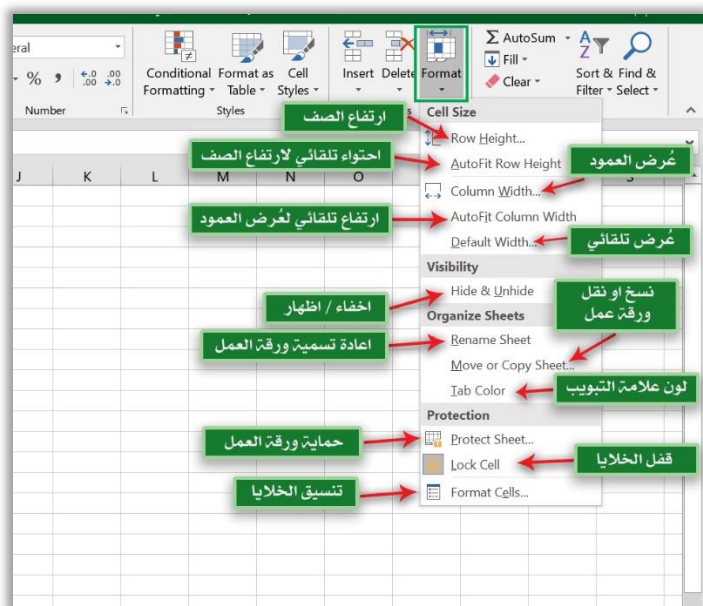 AutoSum
eral
Fill
% , .0 .00 .00 .0
Conditional Formatting
Format as Table
Cell Styles
Insert Delete Format
Clear
Sort & Filter
Find & Select
Number
Styles
Cell Size
ارتفاع الصف
Row Height...
احتواء تلقائي لارتفاع الصف
AutoFit Row Height
عُرض العمود
J K L M N O
Column Width...
ارتفاع تلقائي لعُرض العمود
AutoFit Column Width
Default Width...
عُرض تلقائي
Visibility
اخفاء / اظهار
Hide & Unhide
نسخ او نقل
ورقة عمل
Organize Sheets
اعادة تسمية ورقة العمل
Rename Sheet
Move or Copy Sheet...
Tab Color
لون علامة التبويب
Protection
حماية ورقة العمل
Protect Sheet...
Lock Cell
قفل الخلايا
تنسيق الخلايا
Format Cells...